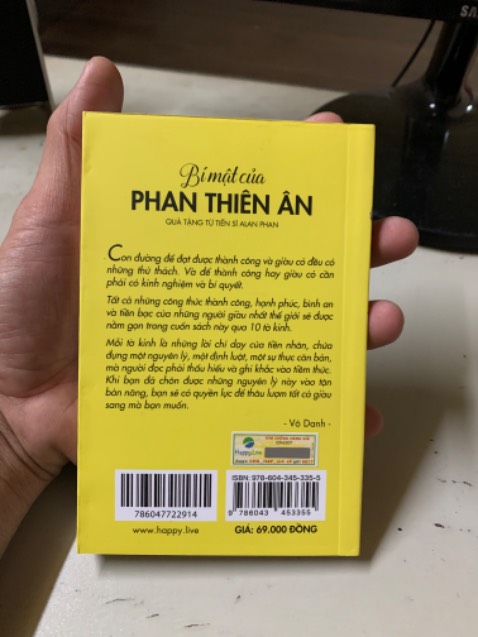 Bí mật của
PHAN THIÊN ÂN
QUÀ TẶNG TỪ TIẾN SĨ ALAN PHAN
Con đường để đạt được thành công và giàu có đều có
những thử thách. Và để thành công hay giàu có cần
phải có kinh nghiệm và bí quyết.
Tất cả những công thức thành công, hạnh phúc, bình an
và tiền bạc của những người giàu nhất thế giới sẽ được
nằm gọn trong cuốn sách này qua 10 tờ kinh.
Mỗi tờ kinh là những lời chỉ dạy của tiền nhân, chứa
đựng một nguyên lý, một định luật, một sự thực căn bản,
mà người đọc phải thấu hiểu và ghi khắc vào tiềm thức.
Khi bạn đã chôn được những nguyên lý này vào tận
bản năng, bạn sẽ có quyền lực để thâu lượm tất cả giàu
sang mà bạn muốn.
- Vô Danh -
Happy.Live
ISBN: 978-604-345-335-5
786047722914
9 786043 453355
www.happy.live
GIÁ: 69.000 ĐỒNG
SA